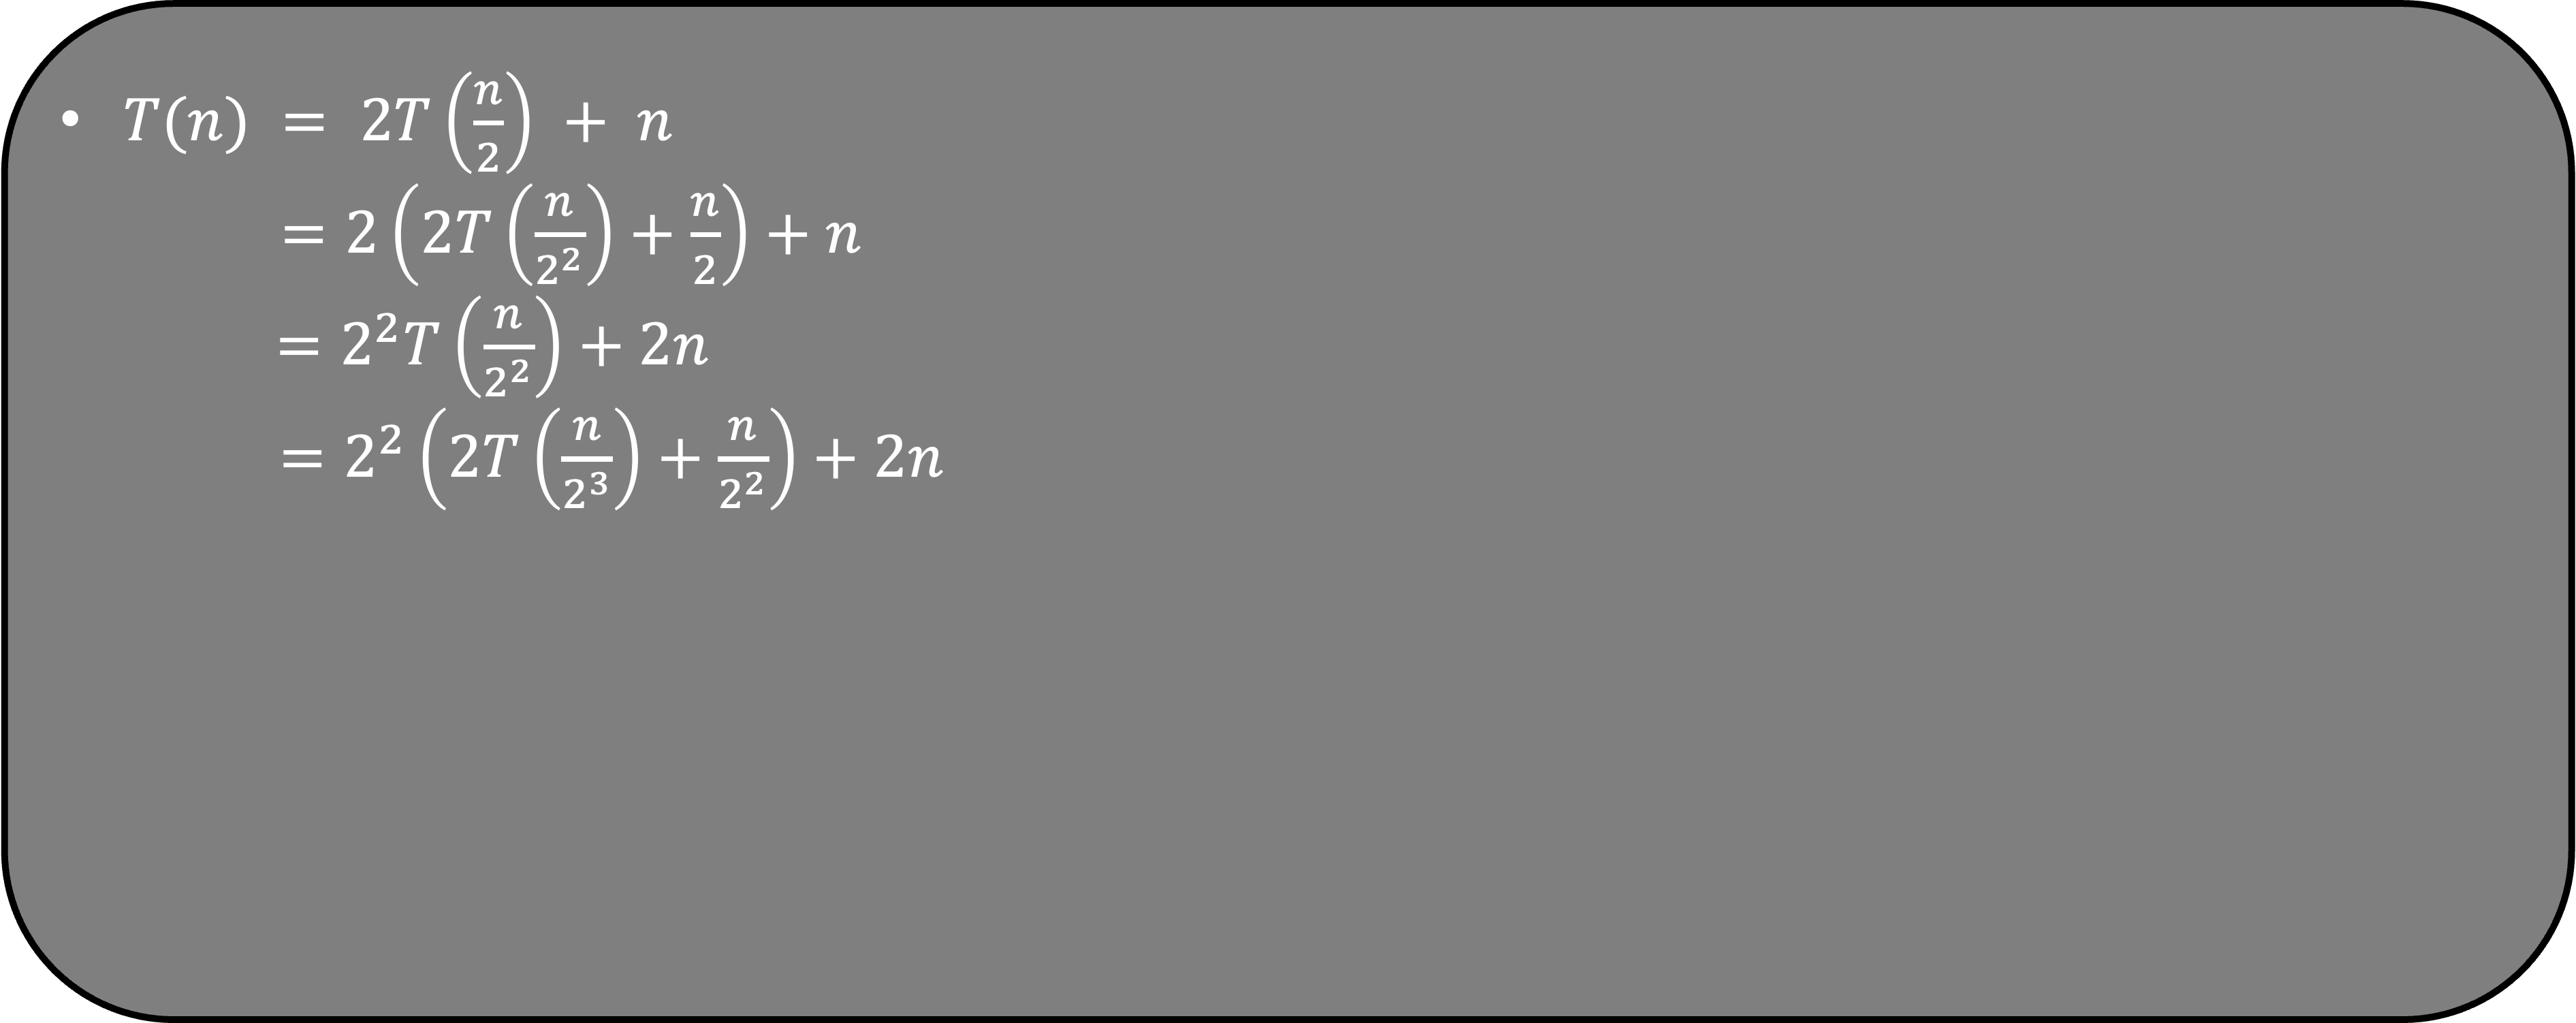 • T(n) = 2T(n/2) + n
= 2(2T(n/2²) + n/2) + n
= 2²T(n/2²) + 2n
= 2²(2T(n/2³) + n/2²) + 2n